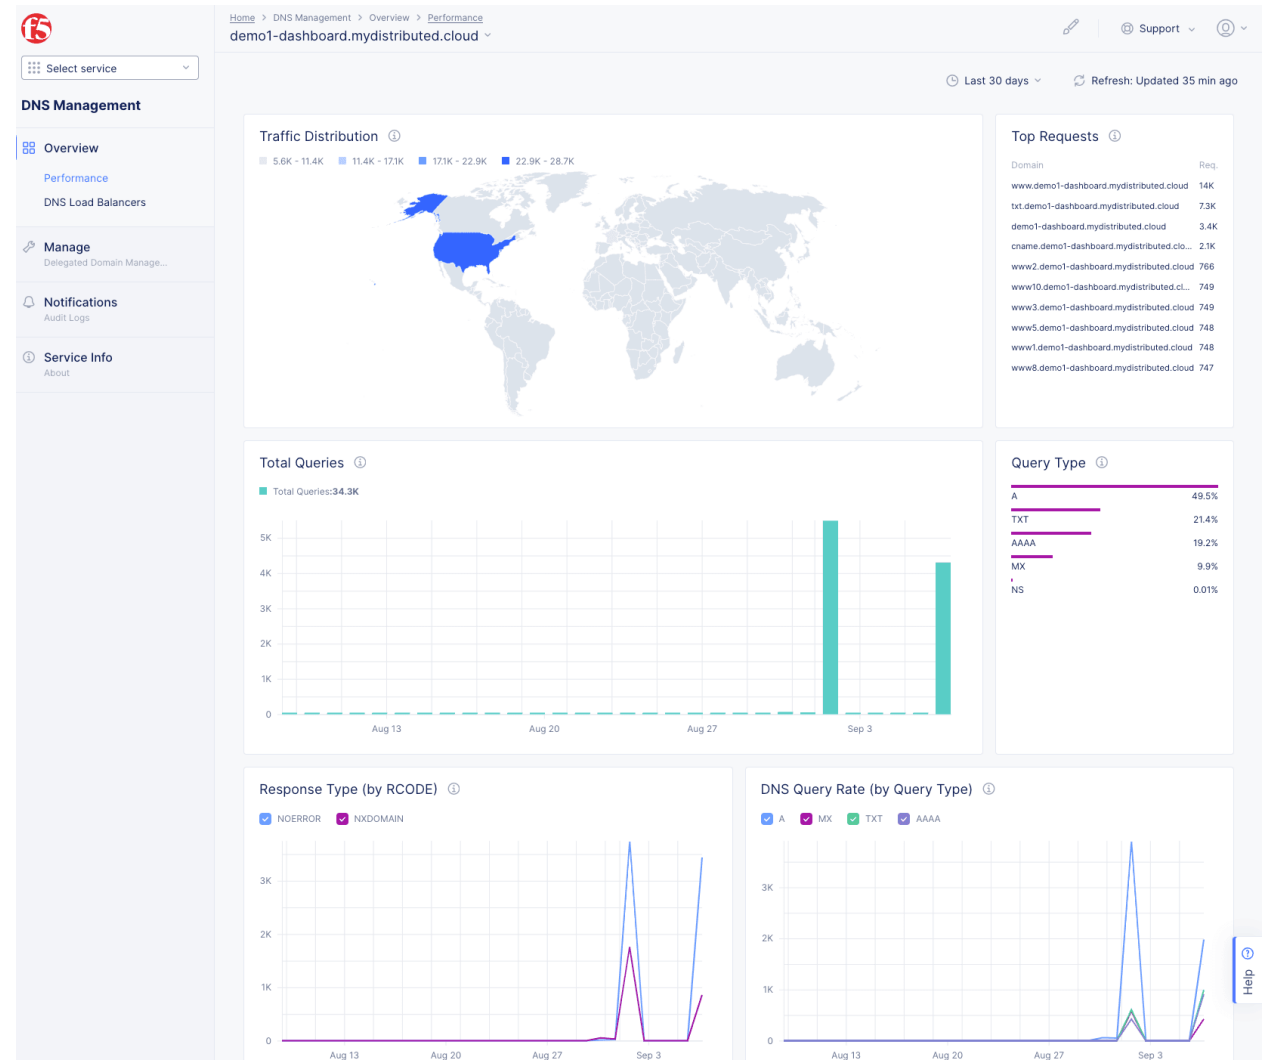 f5
Home > DNS Management > Overview > Performance
demo1-dashboard.mydistributed.cloud
Support
Select service
DNS Management
Overview
Performance
DNS Load Balancers
Manage
Delegated Domain Manage...
Notifications
Audit Logs
Service Info
About
Last 30 days
Refresh: Updated 35 min ago
Traffic Distribution
5.6K - 11.4K 11.4K - 17.1K 17.1K - 22.9K 22.9K - 28.7K
Top Requests
Domain Req.
www.demo1-dashboard.mydistributed.cloud 14K
txt.demo1-dashboard.mydistributed.cloud 7.3K
demo1-dashboard.mydistributed.cloud 3.4K
cname.demo1-dashboard.mydistributed.clo... 2.1K
www2.demo1-dashboard.mydistributed.cloud 766
www10.demo1-dashboard.mydistributed.cl... 749
www3.demo1-dashboard.mydistributed.cloud 749
www5.demo1-dashboard.mydistributed.cloud 748
www1.demo1-dashboard.mydistributed.cloud 748
www8.demo1-dashboard.mydistributed.cloud 747
Total Queries
Total Queries:34.3K
5K
4K
3K
2K
1K
0
Aug 13 Aug 20 Aug 27 Sep 3
Query Type
A 49.5%
TXT 21.4%
AAAA 19.2%
MX 9.9%
NS 0.01%
Response Type (by RCODE)
NOERROR NXDOMAIN
3K
2K
1K
0
Aug 13 Aug 20 Aug 27 Sep 3
DNS Query Rate (by Query Type)
A MX TXT AAAA
3K
2K
1K
0
Aug 13 Aug 20 Aug 27 Sep 3
Help